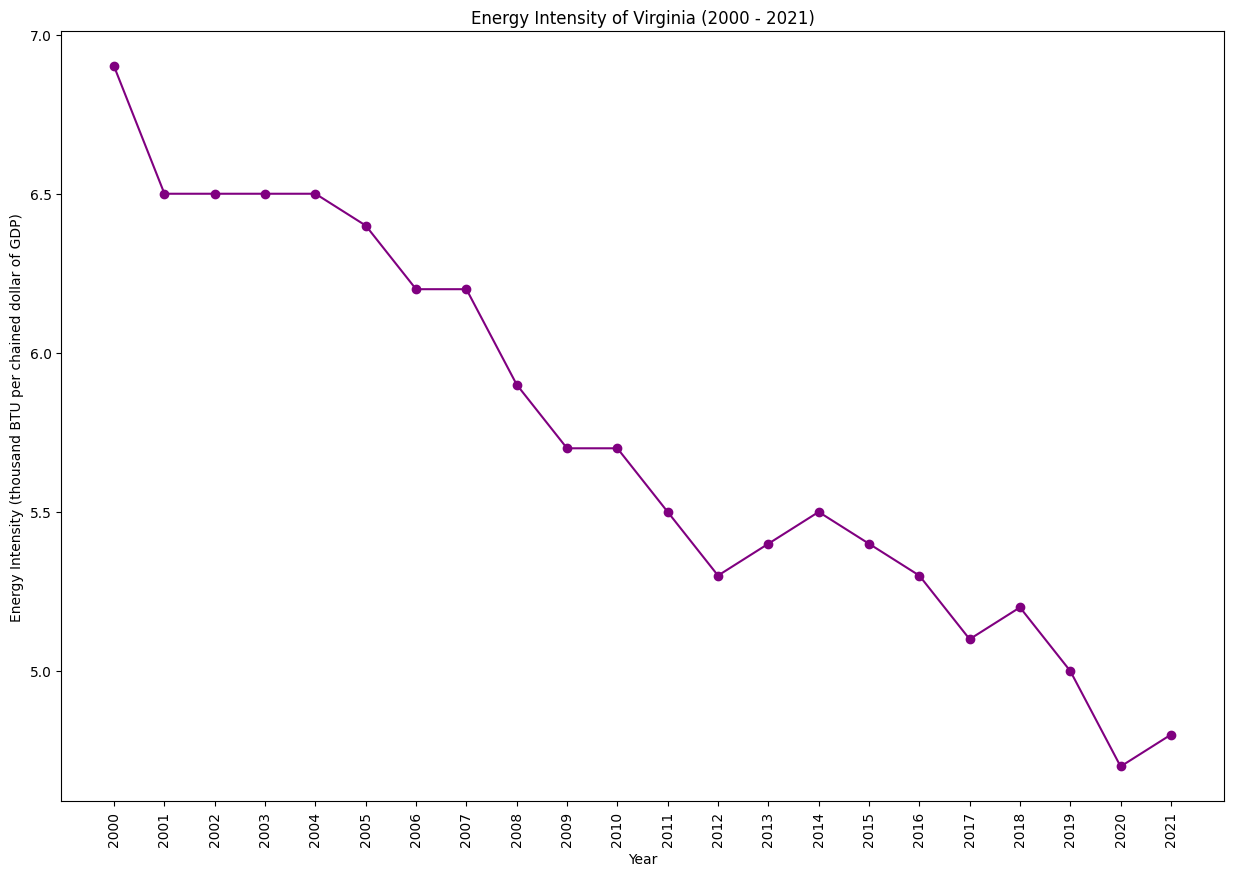 Energy Intensity of Virginia (2000 - 2021)
Energy Intensity (thousand BTU per chained dollar of GDP)
7.0
6.5
6.0
5.5
5.0
2000 2001 2002 2003 2004 2005 2006 2007 2008 2009 2010 2011 2012 2013 2014 2015 2016 2017 2018 2019 2020 2021
Year